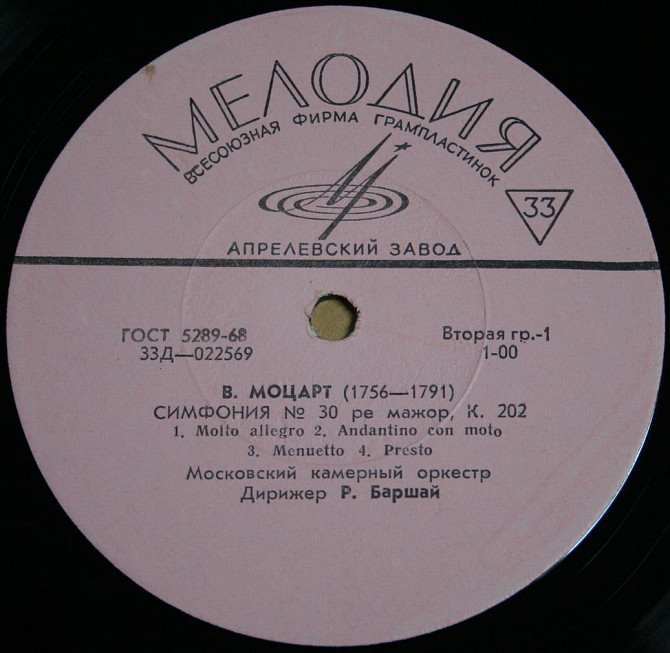 МЕЛОДИЯ
ВСЕСОЮЗНАЯ ФИРМА ГРАМПЛАСТИНОК
33
АПРЕЛЕВСКИЙ ЗАВОД
ГОСТ 5289-68
Вторая гр.-1
33Д—022569
1-00
В. МОЦАРТ (1756—1791)
СИМФОНИЯ № 30 ре мажор, К. 202
1. Molto allegro 2. Andantino con moto
3. Menuetto 4. Presto
Московский камерный оркестр
Дирижер Р. Баршай